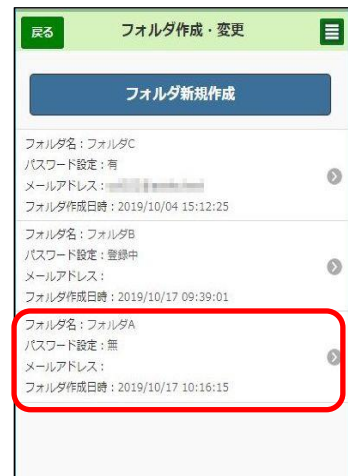 戻る
フォルダ作成・変更
フォルダ新規作成
フォルダ名：フォルダC
パスワード設定：有
メールアドレス：
フォルダ作成日時：2019/10/04 15:12:25
フォルダ名：フォルダB
パスワード設定：登録中
メールアドレス：
フォルダ作成日時：2019/10/17 09:39:01
フォルダ名：フォルダA
パスワード設定：無
メールアドレス：
フォルダ作成日時：2019/10/17 10:16:15